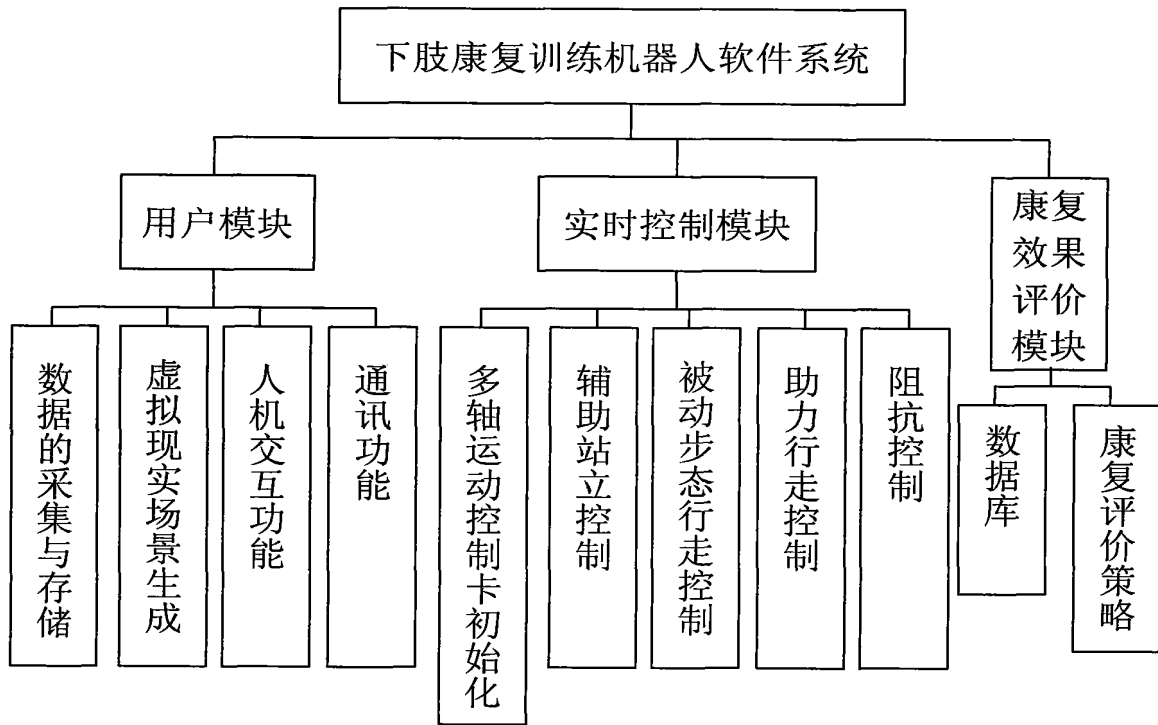 下肢康复训练机器人软件系统
用户模块
实时控制模块
康复
效果
评价
模块
数据的采集与存储
虚拟现实场景生成
人机交互功能
通讯功能
多轴运动控制卡初始化
辅助站立控制
被动步态行走控制
助力行走控制
阻抗控制
数据库
康复评价策略